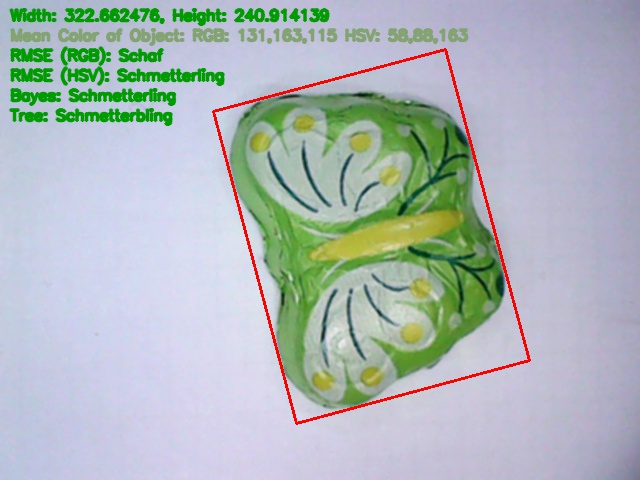 Width: 322.662476, Height: 240.914139
Mean Color of Object: RGB: 131,163,115 HSV: 58,88,163
RMSE (RGB): Schaf
RMSE (HSV): Schmetterling
Bayes: Schmetterling
Tree: Schmetterbling